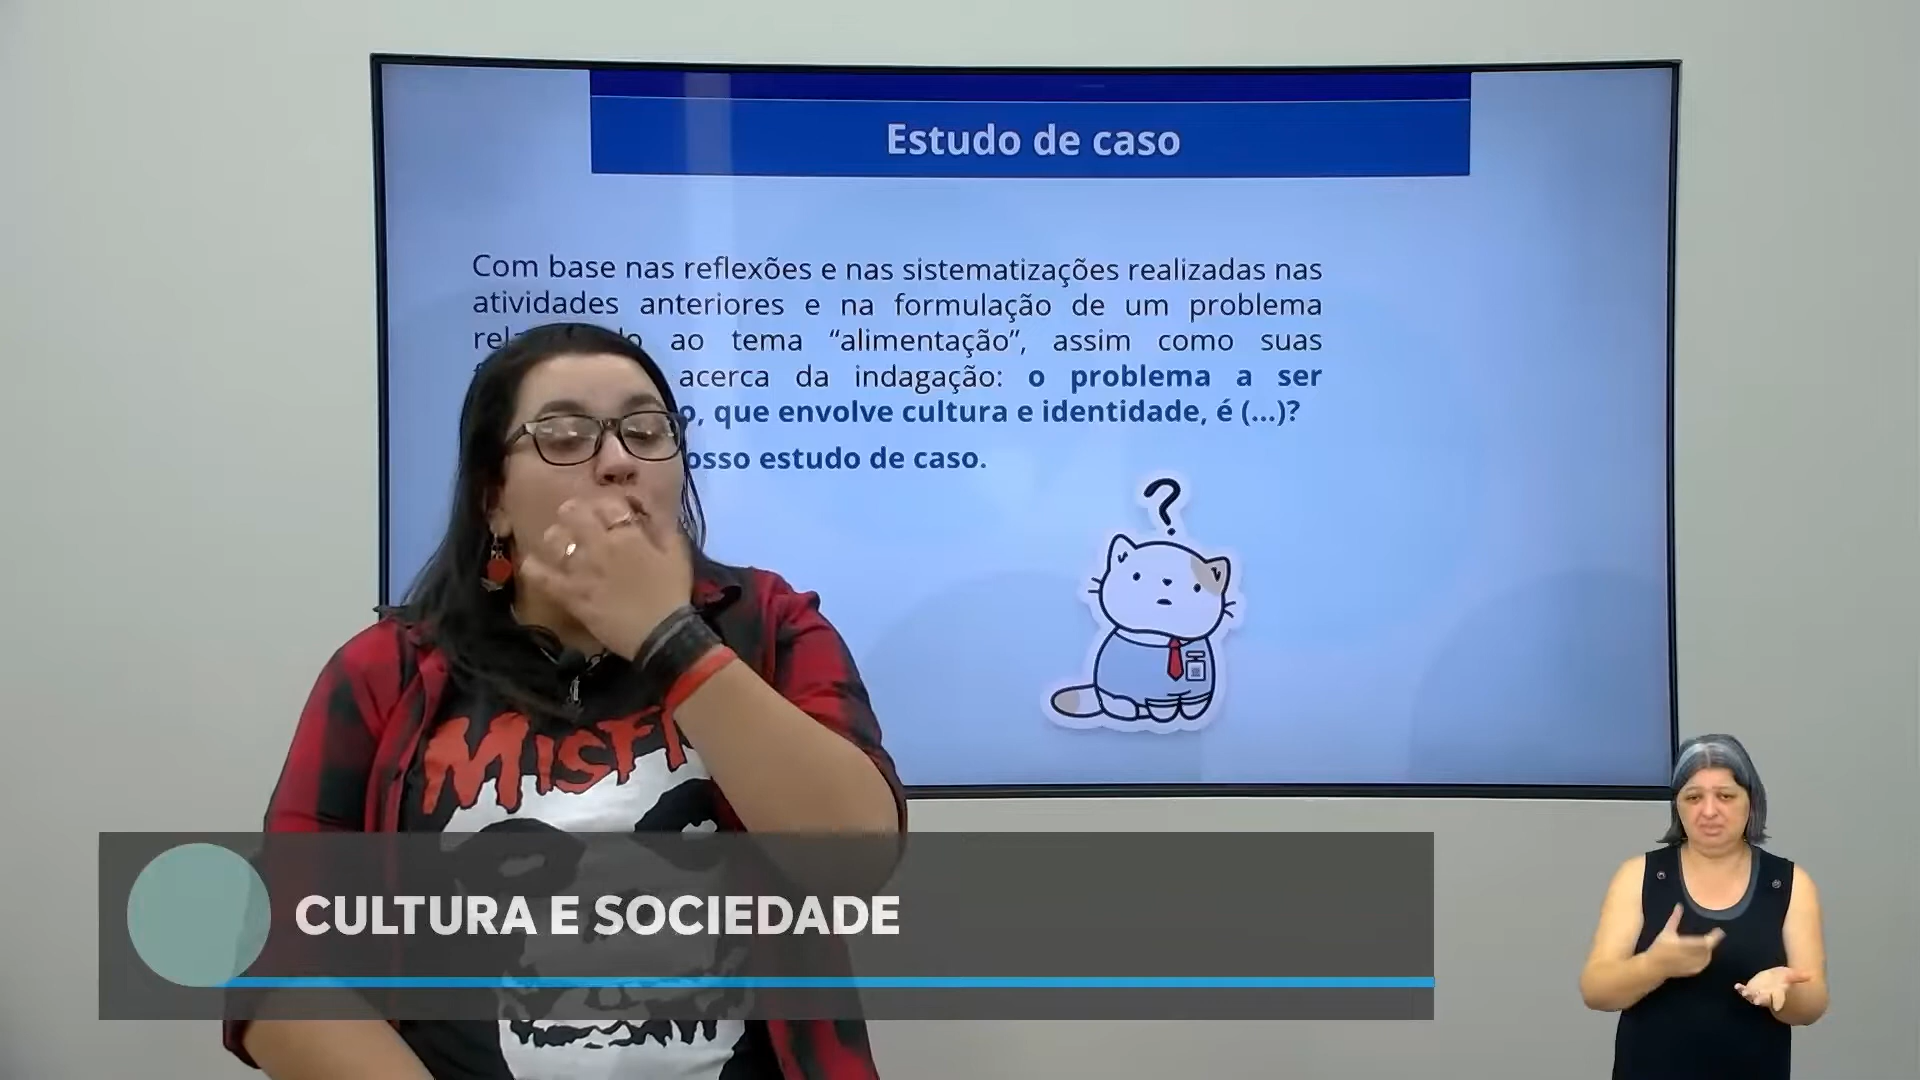 Estudo de caso
Com base nas reflexões e nas sistematizações realizadas nas
atividades anteriores e na formulação de um problema
ao tema “alimentação”, assim como suas
acerca da indagação: o problema a ser
que envolve cultura e identidade, é (...)?
estudo de caso.
?
MISF
CULTURA E SOCIEDADE